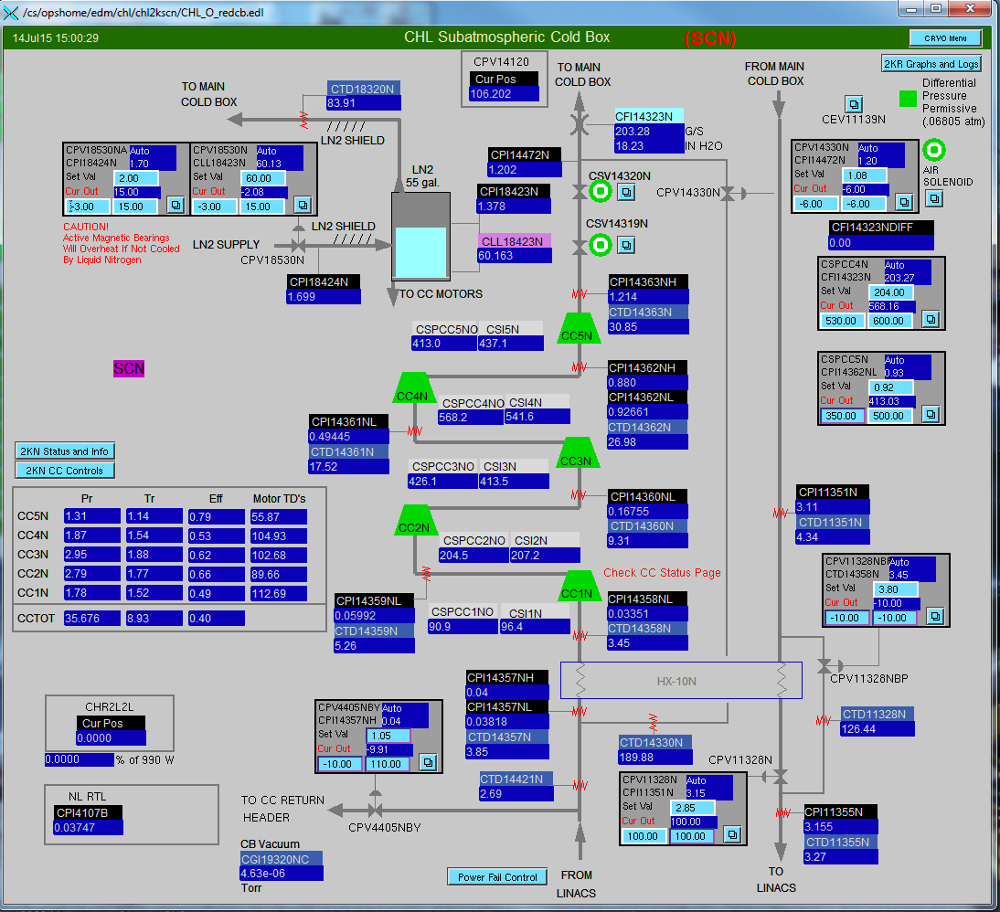 /cs/opshome/edm/chl/chl2kscn/CHL_O_redcb.edl
14Jul15 15:00:29
CHL Subatmospheric Cold Box
(SCN)
CRYO Menu
2KR Graphs and Logs
Differential
Pressure
Permissive
(.06805 atm)
CPV14120
Cur Pos
106.202
TO MAIN
COLD BOX
FROM MAIN
COLD BOX
TO MAIN
COLD BOX
CTD18320N
83.91
LN2 SHIELD
CFI14323N
203.28
18.23
G/S
IN H2O
CEV11139N
AIR
SOLENOID
CPV18530NA
Auto
CPI18424N
1.70
Set Val
2.00
Cur Out
15.00
-3.00
15.00
CPV18530N
Auto
CLL18423N
60.13
Set Val
60.00
Cur Out
-2.08
-3.00
15.00
CAUTION!
Active Magnetic Bearings
Will Overheat If Not Cooled
By Liquid Nitrogen
LN2
55 gal.
LN2 SHIELD
LN2 SUPPLY
CPV18530N
CPI18424N
1.699
TO CC MOTORS
CPI14472N
1.202
CPI18423N
1.378
CLL18423N
60.163
CSV14320N
CSV14319N
CPV14330N
CPV14330N
Auto
CPI14472N
1.20
Set Val
1.08
Cur Out
-6.00
-6.00
-6.00
CFI14323NDIFF
0.00
CSPCC4N
Auto
CFI14323N
203.27
Set Val
204.00
Cur Out
568.16
530.00
600.00
CSPCC5N
Auto
CPI14362NL
0.93
Set Val
0.92
Cur Out
413.03
350.00
500.00
CPI14363NH
1.214
CTD14363N
30.85
CC5N
CSPCC5NO
CSI5N
413.0
437.1
CPI14362NH
0.880
CPI14362NL
0.92661
CTD14362N
26.98
SCN
CC4N
CSPCC4NO
CSI4N
568.2
541.6
CPI14361NL
0.49445
CTD14361N
17.52
CC3N
CSPCC3NO
CSI3N
426.1
413.5
2KN Status and Info
2KN CC Controls
CPI14360NL
0.16755
CTD14360N
9.31
CC2N
CSPCC2NO
CSI2N
204.5
207.2
Pr Tr Eff Motor TD's
CC5N 1.31 1.14 0.79 55.87
CC4N 1.87 1.54 0.53 104.93
CC3N 2.95 1.88 0.62 102.68
CC2N 2.79 1.77 0.66 89.66
CC1N 1.78 1.52 0.49 112.69
CCTOT 35.676 8.93 0.40
CPI11351N
3.11
CTD11351N
4.34
Check CC Status Page
CC1N
CSPCC1NO
CSI1N
90.9
96.4
CPI14359NL
0.05992
CTD14359N
5.26
CPI14358NL
0.03351
CTD14358N
3.45
CPV11328NBP
Auto
CTD14358N
3.45
Set Val
3.80
Cur Out
-10.00
-10.00
-10.00
CPV11328NBP
HX-10N
CPI14357NH
0.04
CPI14357NL
0.03818
CTD14357N
3.85
CHR2L2L
Cur Pos
0.0000
0.0000
% of 990 W
CPV4405NBY
Auto
CPI14357NH
0.04
Set Val
1.05
Cur Out
-9.91
-10.00
110.00
CTD11328N
126.44
CTD14330N
189.88
CPV11328N
CPV11328N
Auto
CPI11351N
3.15
Set Val
2.85
Cur Out
100.00
100.00
100.00
CTD14421N
2.69
NL RTL
CPI4107B
0.03747
TO CC RETURN
HEADER
CPV4405NBY
CPI11355N
3.155
CTD11355N
3.27
CB Vacuum
CGI19320NC
4.63e-06
Torr
Power Fail Control
FROM
LINACS
TO
LINACS